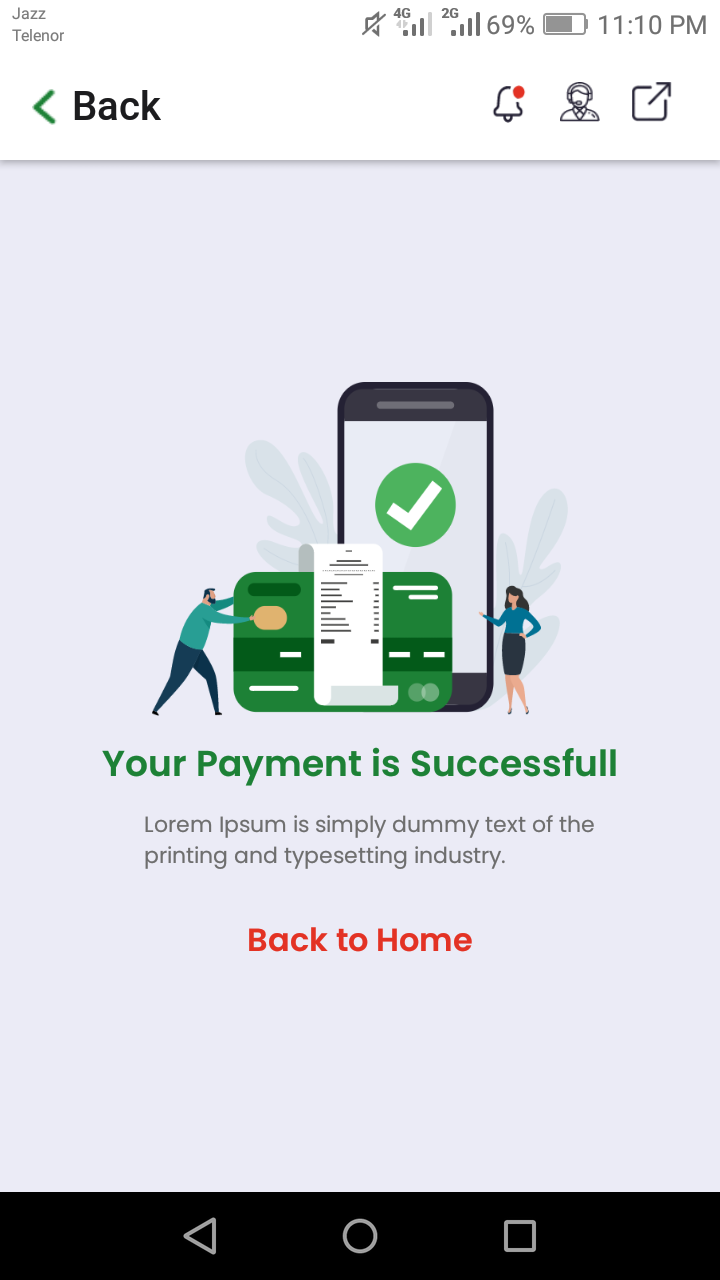 Jazz
Telenor
4G 2G 69% 11:10 PM
Back
Your Payment is Successfull
Lorem Ipsum is simply dummy text of the
printing and typesetting industry.
Back to Home